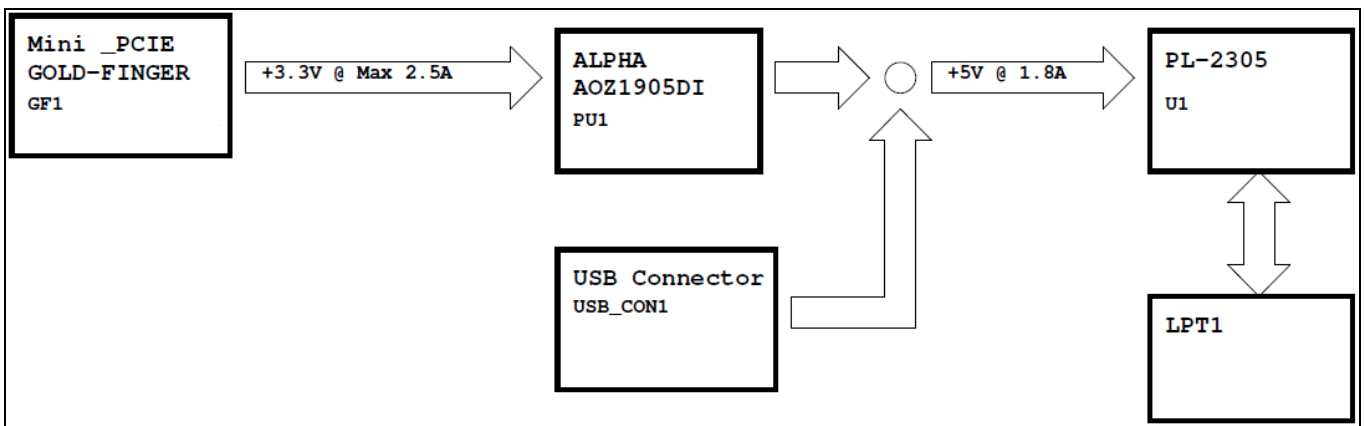 Mini _PCIE
GOLD-FINGER
GF1
+3.3V @ Max 2.5A
ALPHA
AOZ1905DI
PU1
+5V @ 1.8A
PL-2305
U1
USB Connector
USB_CON1
LPT1